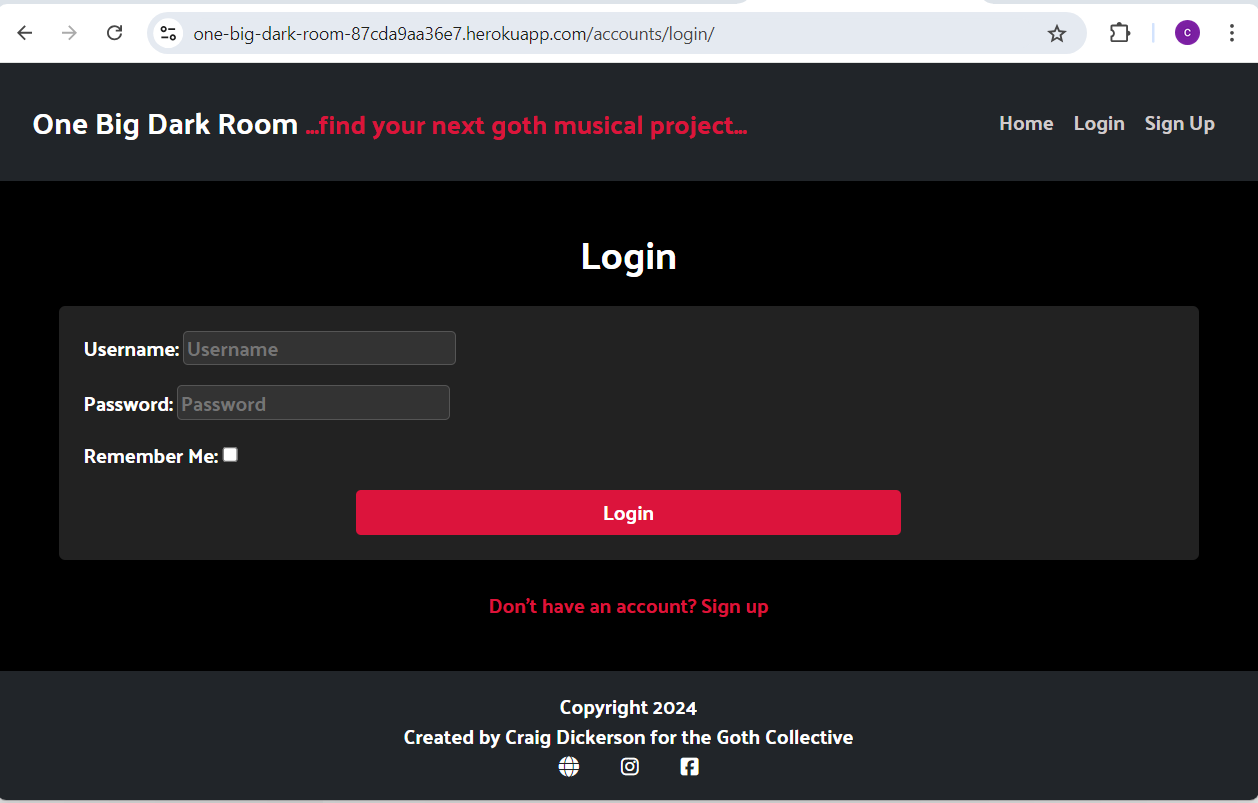 one-big-dark-room-87cda9aa36e7.herokuapp.com/accounts/login/
C
One Big Dark Room ...find your next goth musical project...
Home Login Sign Up
Login
Username: Username
Password: Password
Remember Me:
Login
Don't have an account? Sign up
Copyright 2024
Created by Craig Dickerson for the Goth Collective